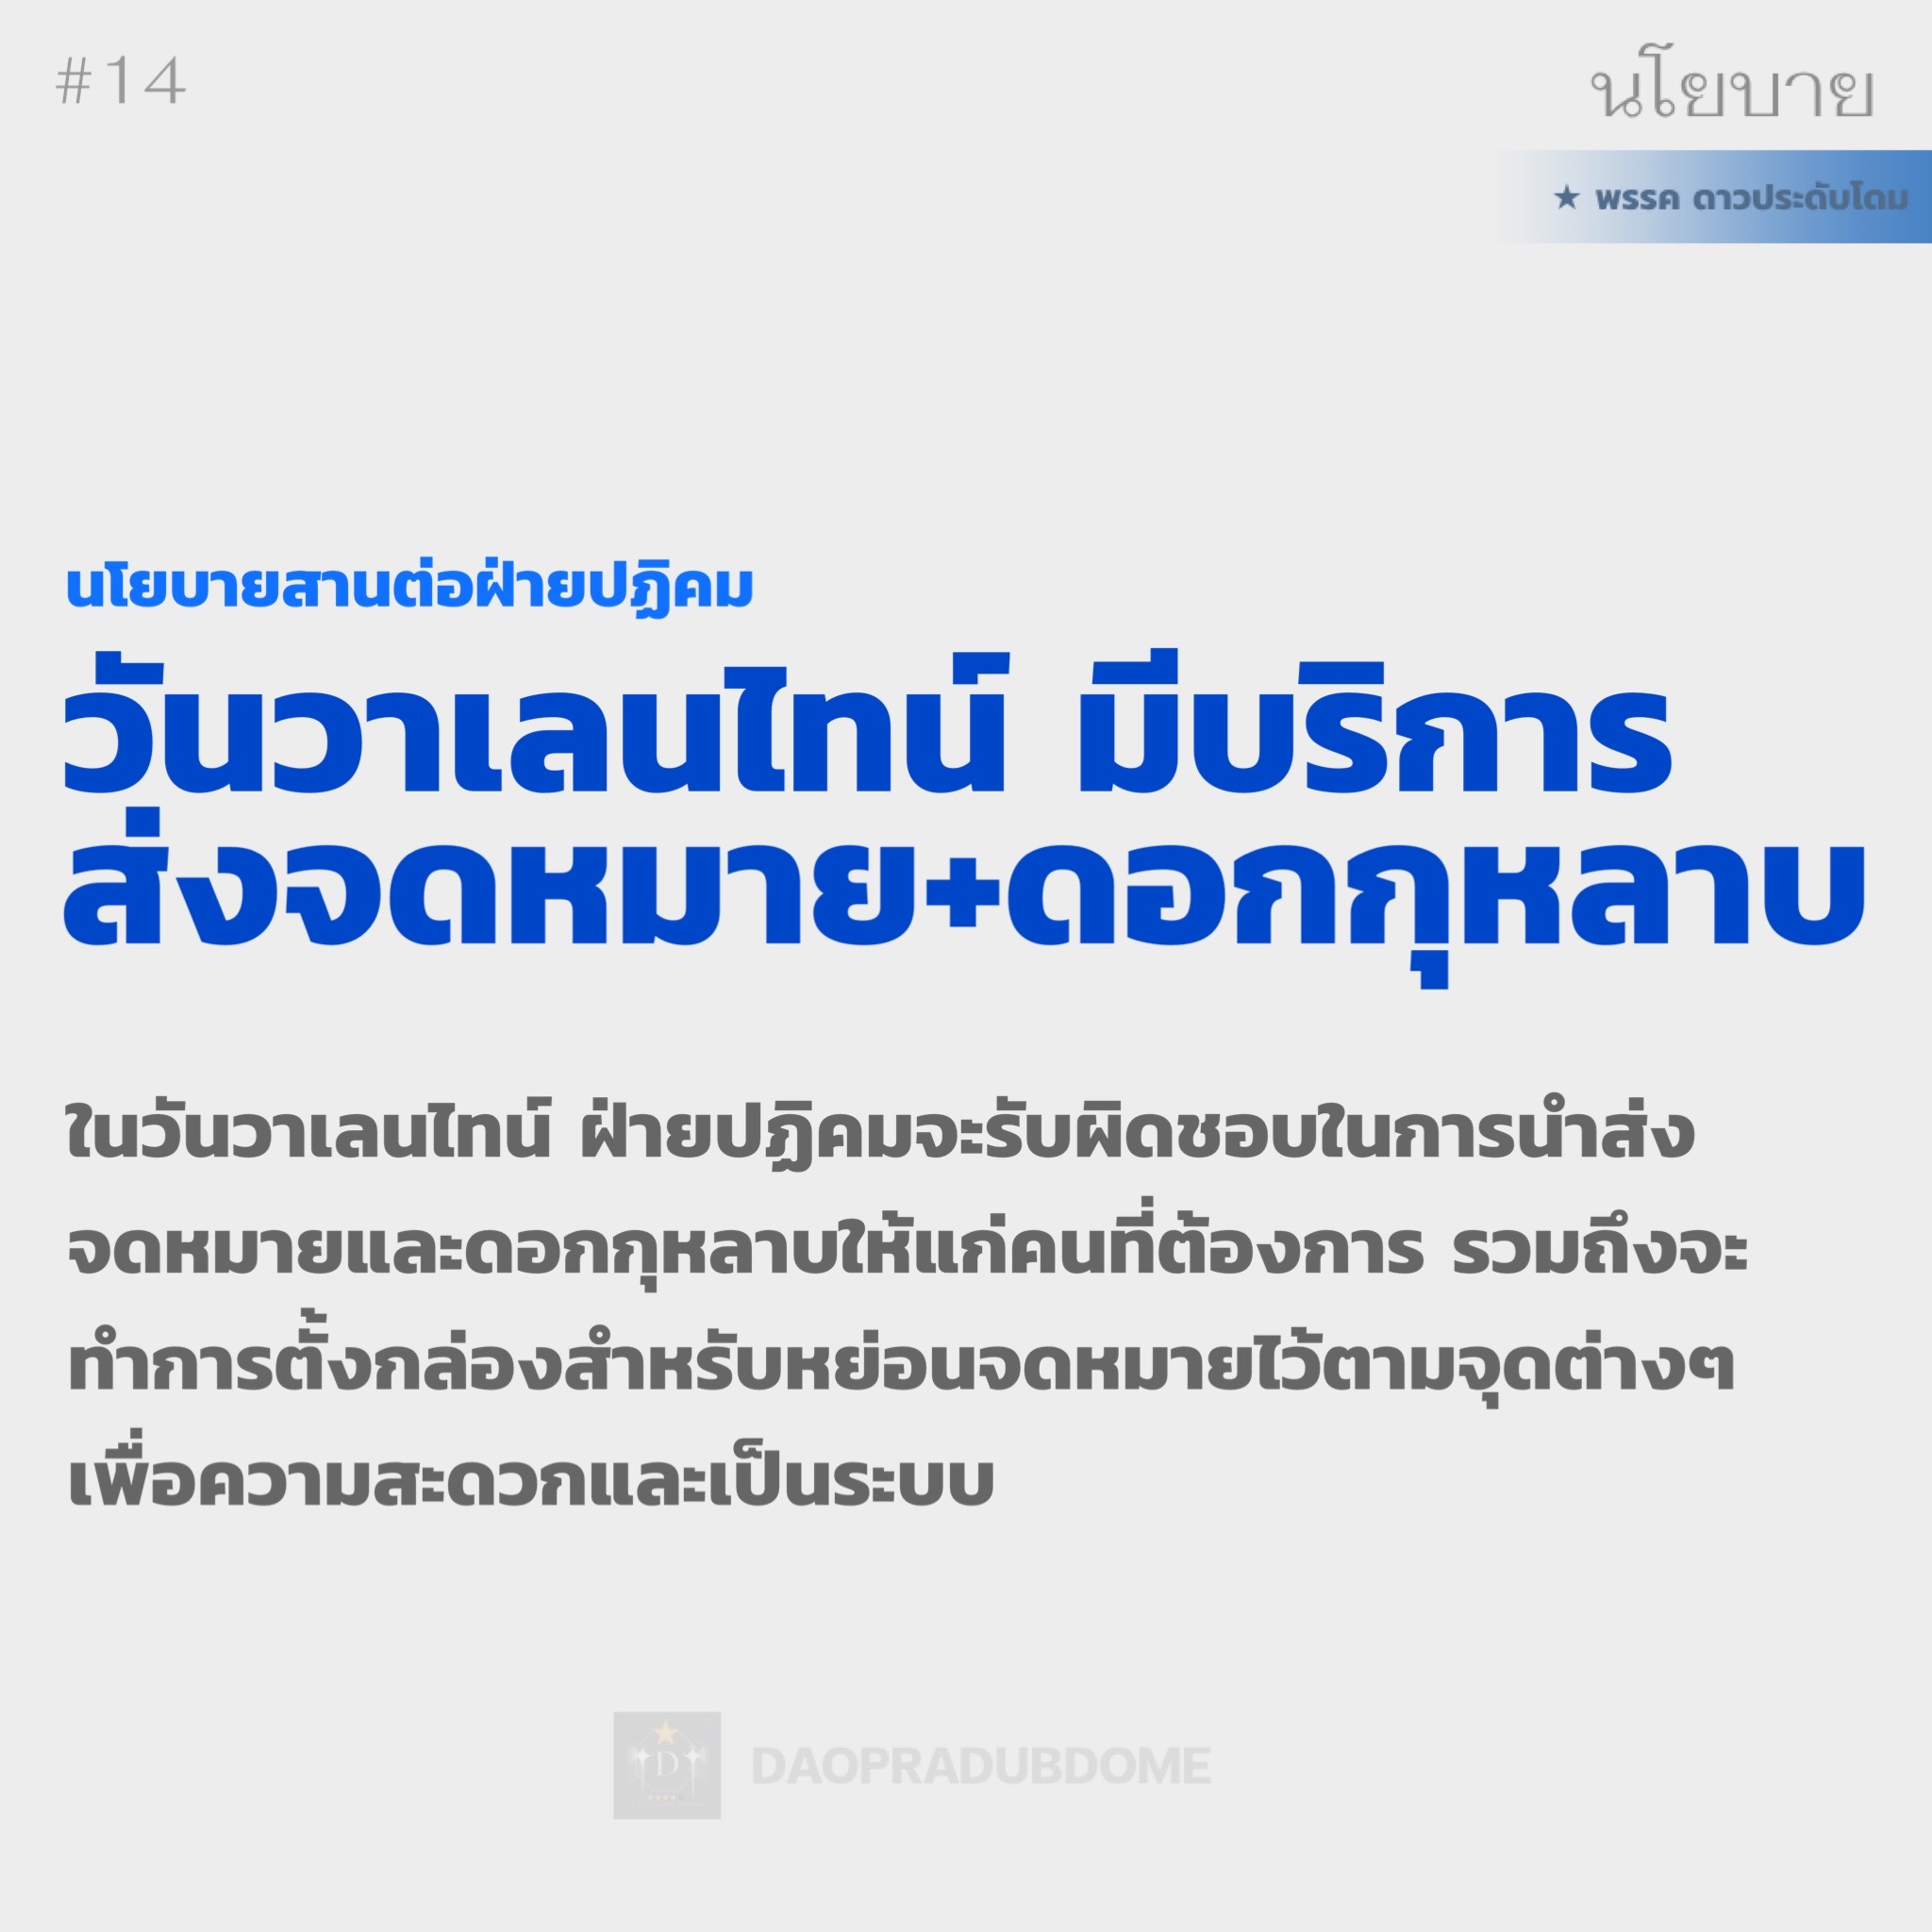 #14
นโยบาย
★ พรรค ดาวประดับโดม
นโยบายสานต่อฝ่ายปฏิคม
วันวาเลนไทน์ มีบริการ
ส่งจดหมาย+ดอกกุหลาบ
ในวันวาเลนไทน์ ฝ่ายปฏิคมจะรับผิดชอบในการนำส่ง
จดหมายและดอกกุหลาบให้แก่คนที่ต้องการ รวมถึงจะ
ทำการตั้งกล่องสำหรับหย่อนจดหมายไว้ตามจุดต่างๆ
เพื่อความสะดวกและเป็นระบบ
D
DAOPRADUBDOME